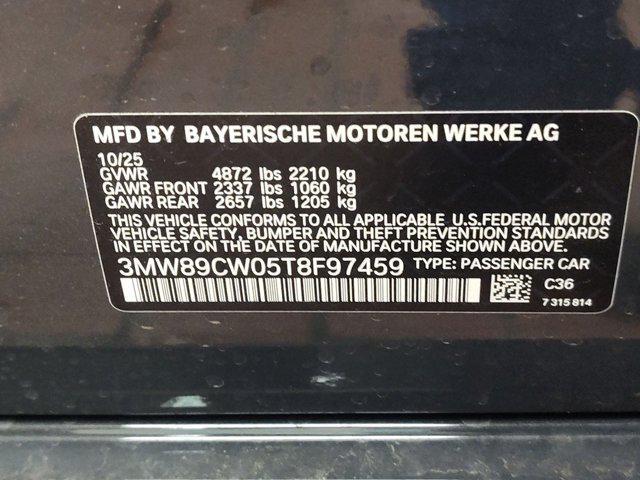 MFD BY BAYERISCHE MOTOREN WERKE AG
10/25
GVWR 4872 lbs 2210 kg
GAWR FRONT 2337 lbs 1060 kg
GAWR REAR 2657 lbs 1205 kg
THIS VEHICLE CONFORMS TO ALL APPLICABLE U.S.FEDERAL MOTOR
VEHICLE SAFETY, BUMPER AND THEFT PREVENTION STANDARDS
IN EFFECT ON THE DATE OF MANUFACTURE SHOWN ABOVE.
3MW89CW05T8F97459 TYPE: PASSENGER CAR
C36
7 315 814